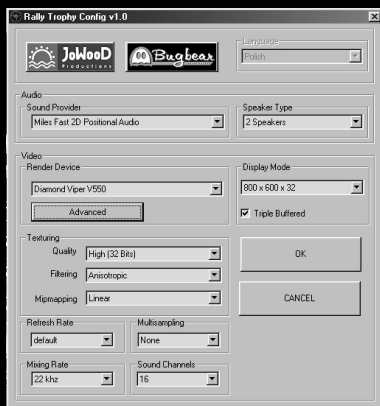 Rally Trophy Config v1.0
JoWooD
Productions
Bugbear
Language
Polish
Audio
Sound Provider
Miles Fast 2D Positional Audio
Speaker Type
2 Speakers
Video
Render Device
Diamond Viper V550
Advanced
Display Mode
800 x 600 x 32
Triple Buffered
Texturing
Quality
High (32 Bits)
Filtering
Anisotropic
Mipmapping
Linear
OK
CANCEL
Refresh Rate
default
Multisampling
None
Mixing Rate
22 khz
Sound Channels
16